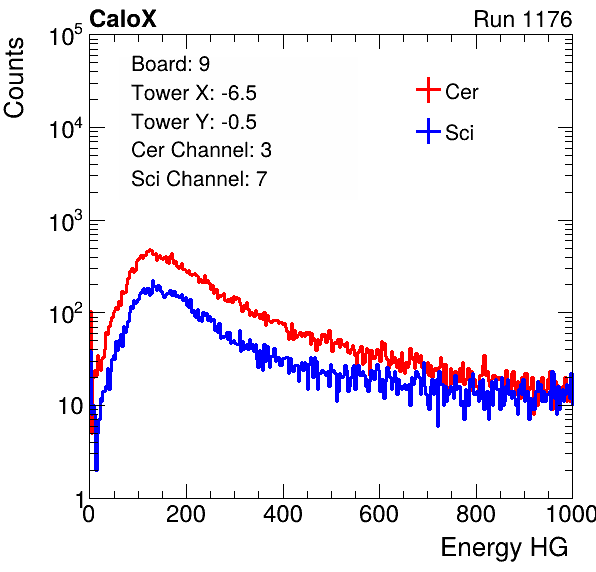 CaloX Run 1176
Counts
10^5
10^4
10^3
10^2
10
1
Board: 9
Tower X: -6.5
Tower Y: -0.5
Cer Channel: 3
Sci Channel: 7
Cer
Sci
0 200 400 600 800 1000
Energy HG